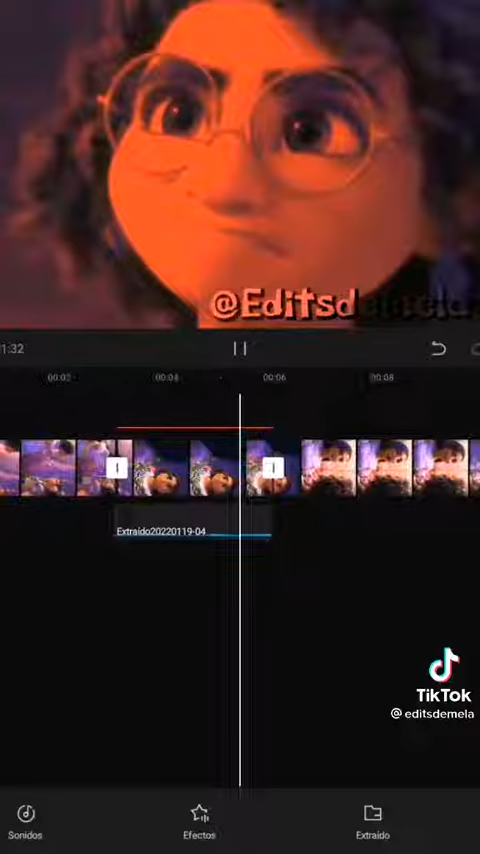 @Editsd
1:32
00:02 00:04 00:06 00:08
Extraído20220119-04
TikTok
@editsdemela
Sonidos Efectos Extraído